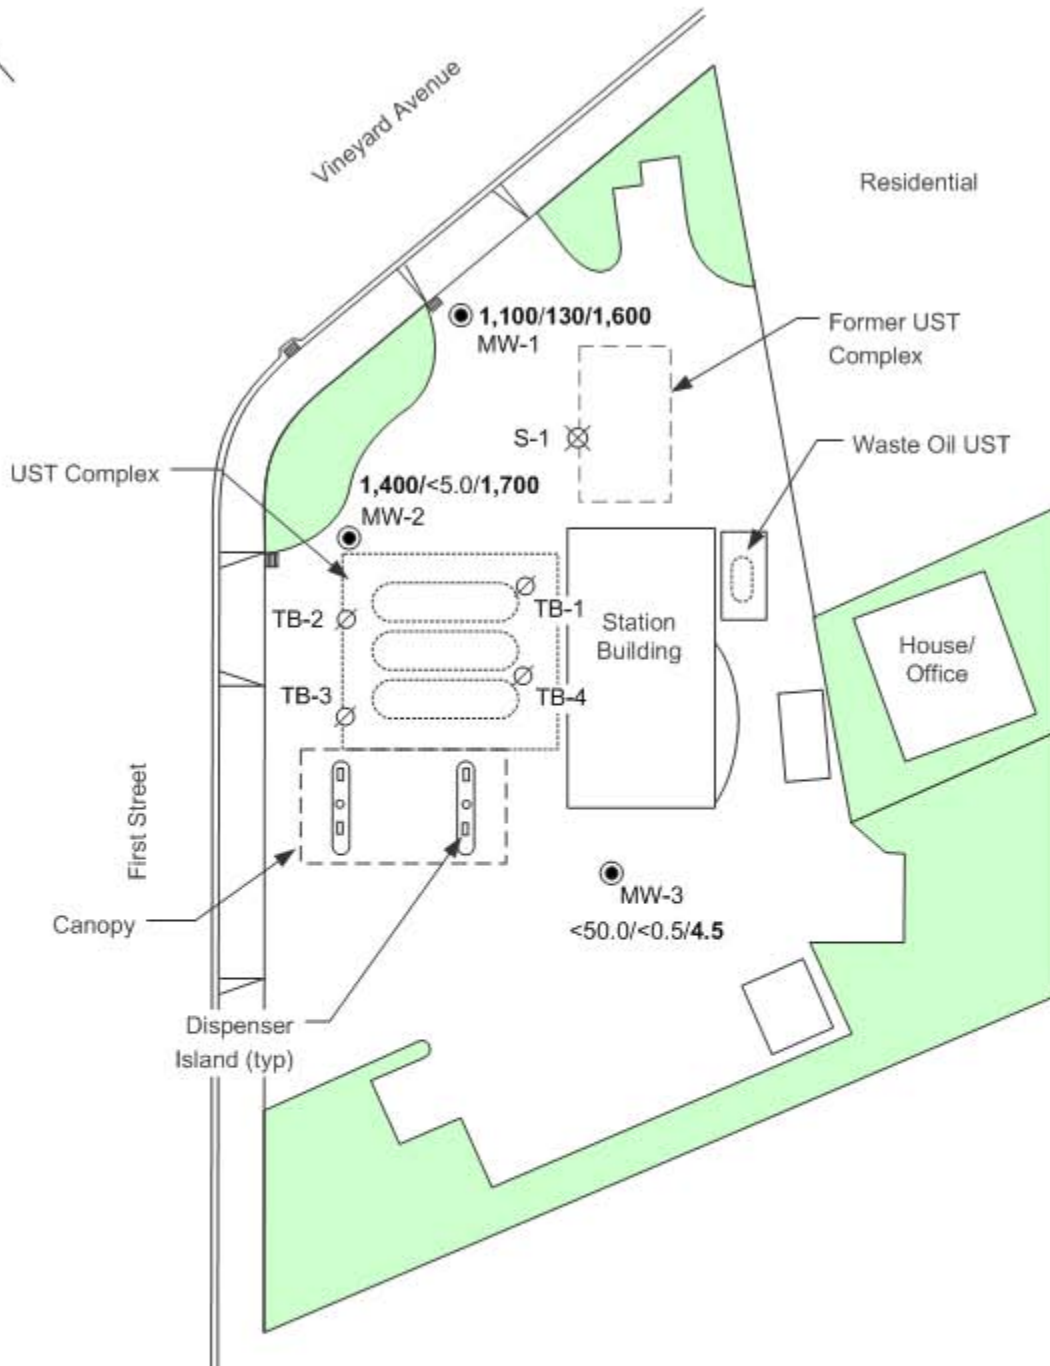 Vineyard Avenue
Residential
1,100/130/1,600
MW-1
Former UST
Complex
S-1
Waste Oil UST
UST Complex
1,400/<5.0/1,700
MW-2
TB-1
TB-2
Station
Building
House/
Office
TB-3
TB-4
First Street
MW-3
<50.0/<0.5/4.5
Canopy
Dispenser
Island (typ)